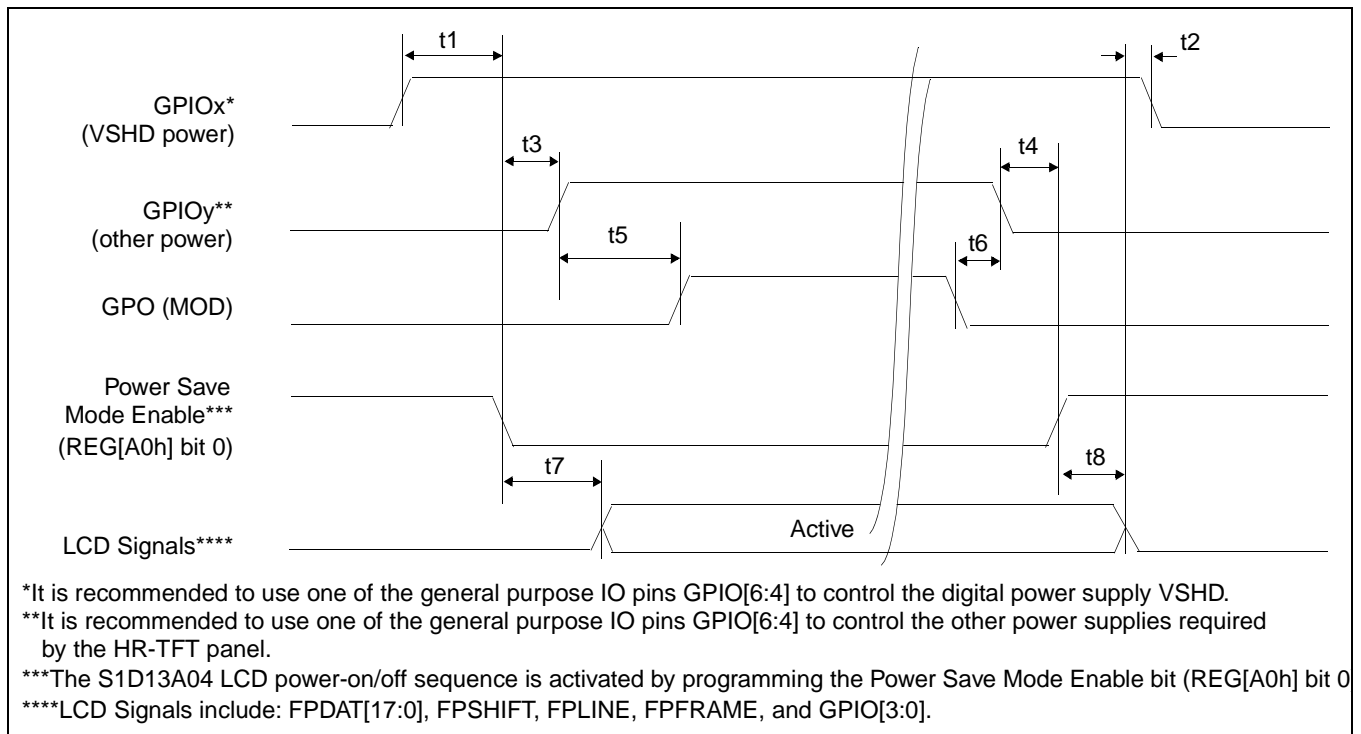 t1
t2
GPIOx*
(VSHD power)
t3
t4
GPIOy**
(other power)
t5
t6
GPO (MOD)
Power Save
Mode Enable***
(REG[A0h] bit 0)
t7
t8
LCD Signals****
Active
*It is recommended to use one of the general purpose IO pins GPIO[6:4] to control the digital power supply VSHD.
**It is recommended to use one of the general purpose IO pins GPIO[6:4] to control the other power supplies required
by the HR-TFT panel.
***The S1D13A04 LCD power-on/off sequence is activated by programming the Power Save Mode Enable bit (REG[A0h] bit 0
****LCD Signals include: FPDAT[17:0], FPSHIFT, FPLINE, FPFRAME, and GPIO[3:0].